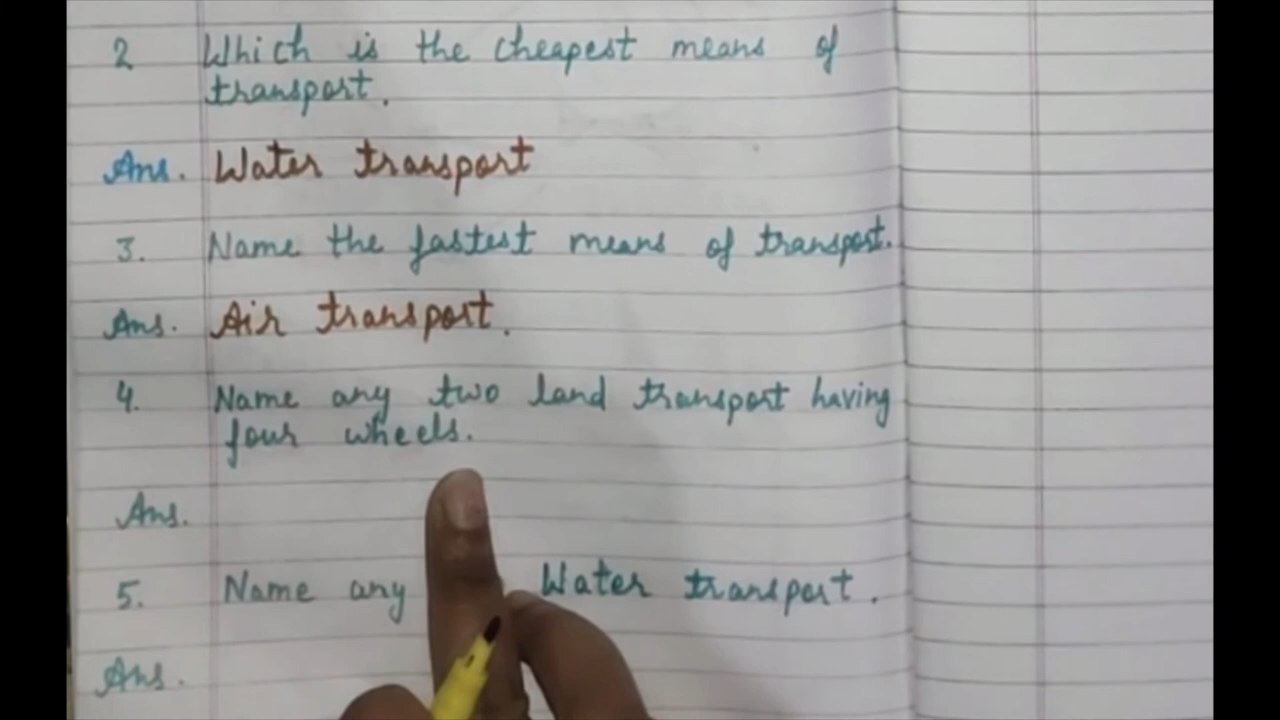 2 Which is the cheapest means of
transport.
Ans. Water transport
3. Name the fastest means of transport.
Ans. Air transport.
4. Name any two land transport having
four wheels.
Ans.
5. Name any Water transport.
Ans.